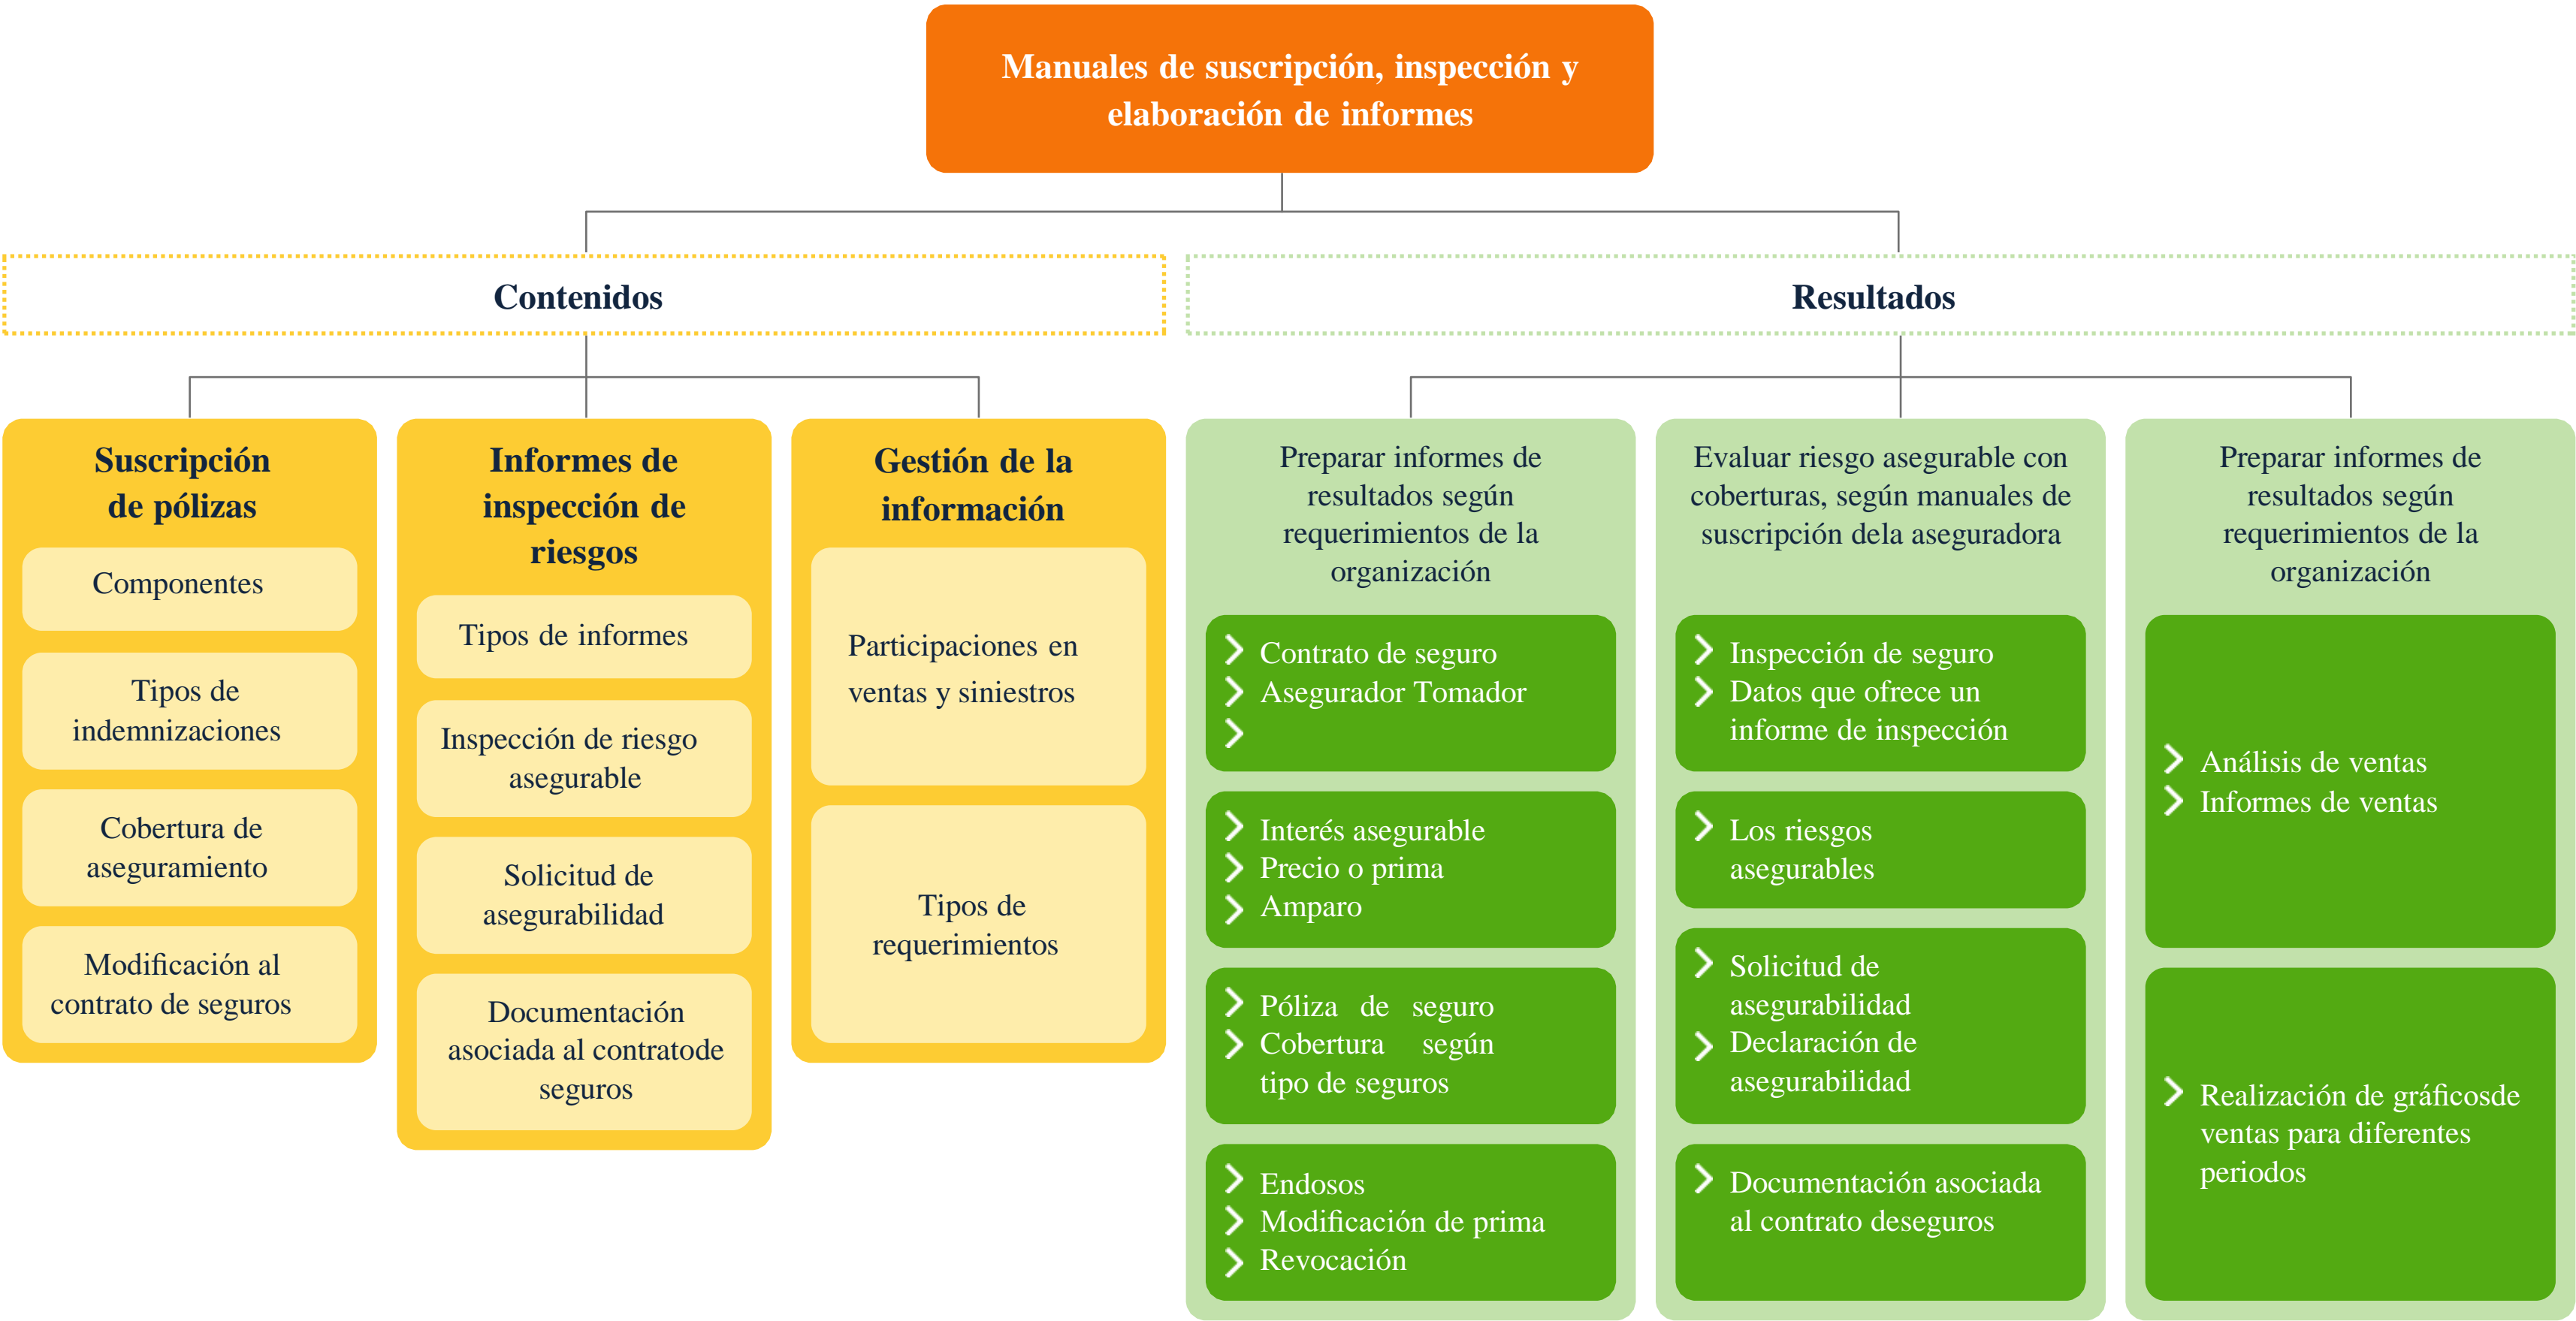 Manuales de suscripción, inspección y
elaboración de informes
Contenidos
Suscripción
de pólizas
Componentes
Tipos de
indemnizaciones
Cobertura de
aseguramiento
Modificación al
contrato de seguros
Informes de
inspección de
riesgos
Tipos de informes
Inspección de riesgo
asegurable
Solicitud de
asegurabilidad
Documentación
asociada al contratode
seguros
Gestión de la
información
Participaciones en
ventas y siniestros
Tipos de
requerimientos
Resultados
Preparar informes de
resultados según
requerimientos de la
organización
Contrato de seguro
Asegurador Tomador
Interés asegurable
Precio o prima
Amparo
Póliza de seguro
Cobertura según
tipo de seguros
Endosos
Modificación de prima
Revocación
Evaluar riesgo asegurable con
coberturas, según manuales de
suscripción dela aseguradora
Inspección de seguro
Datos que ofrece un
informe de inspección
Los riesgos
asegurables
Solicitud de
asegurabilidad
Declaración de
asegurabilidad
Documentación asociada
al contrato deseguros
Preparar informes de
resultados según
requerimientos de la
organización
Análisis de ventas
Informes de ventas
Realización de gráficosde
ventas para diferentes
periodos